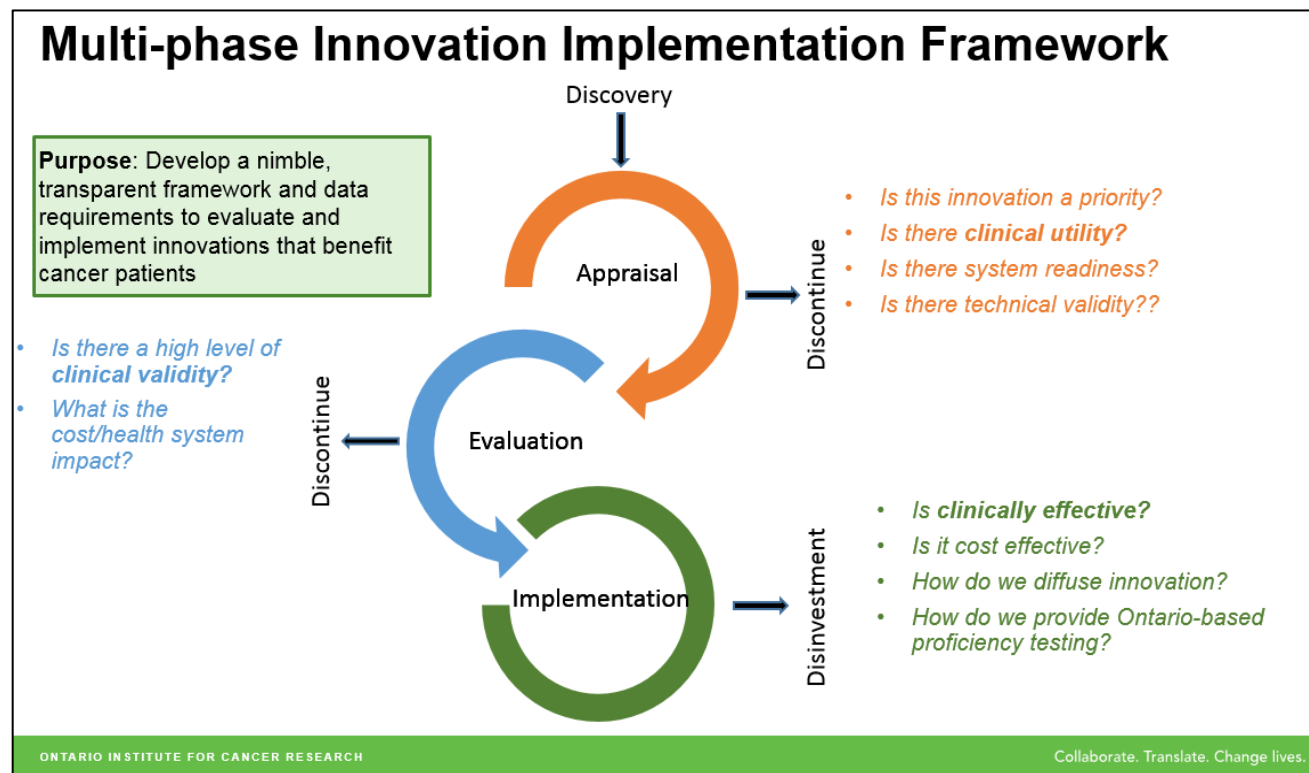 Multi-phase Innovation Implementation Framework
Discovery
Purpose: Develop a nimble,
transparent framework and data
requirements to evaluate and
implement innovations that benefit
cancer patients
Appraisal
Discontinue
• Is this innovation a priority?
• Is there clinical utility?
• Is there system readiness?
• Is there technical validity??
• Is there a high level of
clinical validity?
• What is the
cost/health system
impact?
Discontinue
Evaluation
Implementation
Disinvestment
• Is clinically effective?
• Is it cost effective?
• How do we diffuse innovation?
• How do we provide Ontario-based
proficiency testing?
ONTARIO INSTITUTE FOR CANCER RESEARCH
Collaborate. Translate. Change lives.